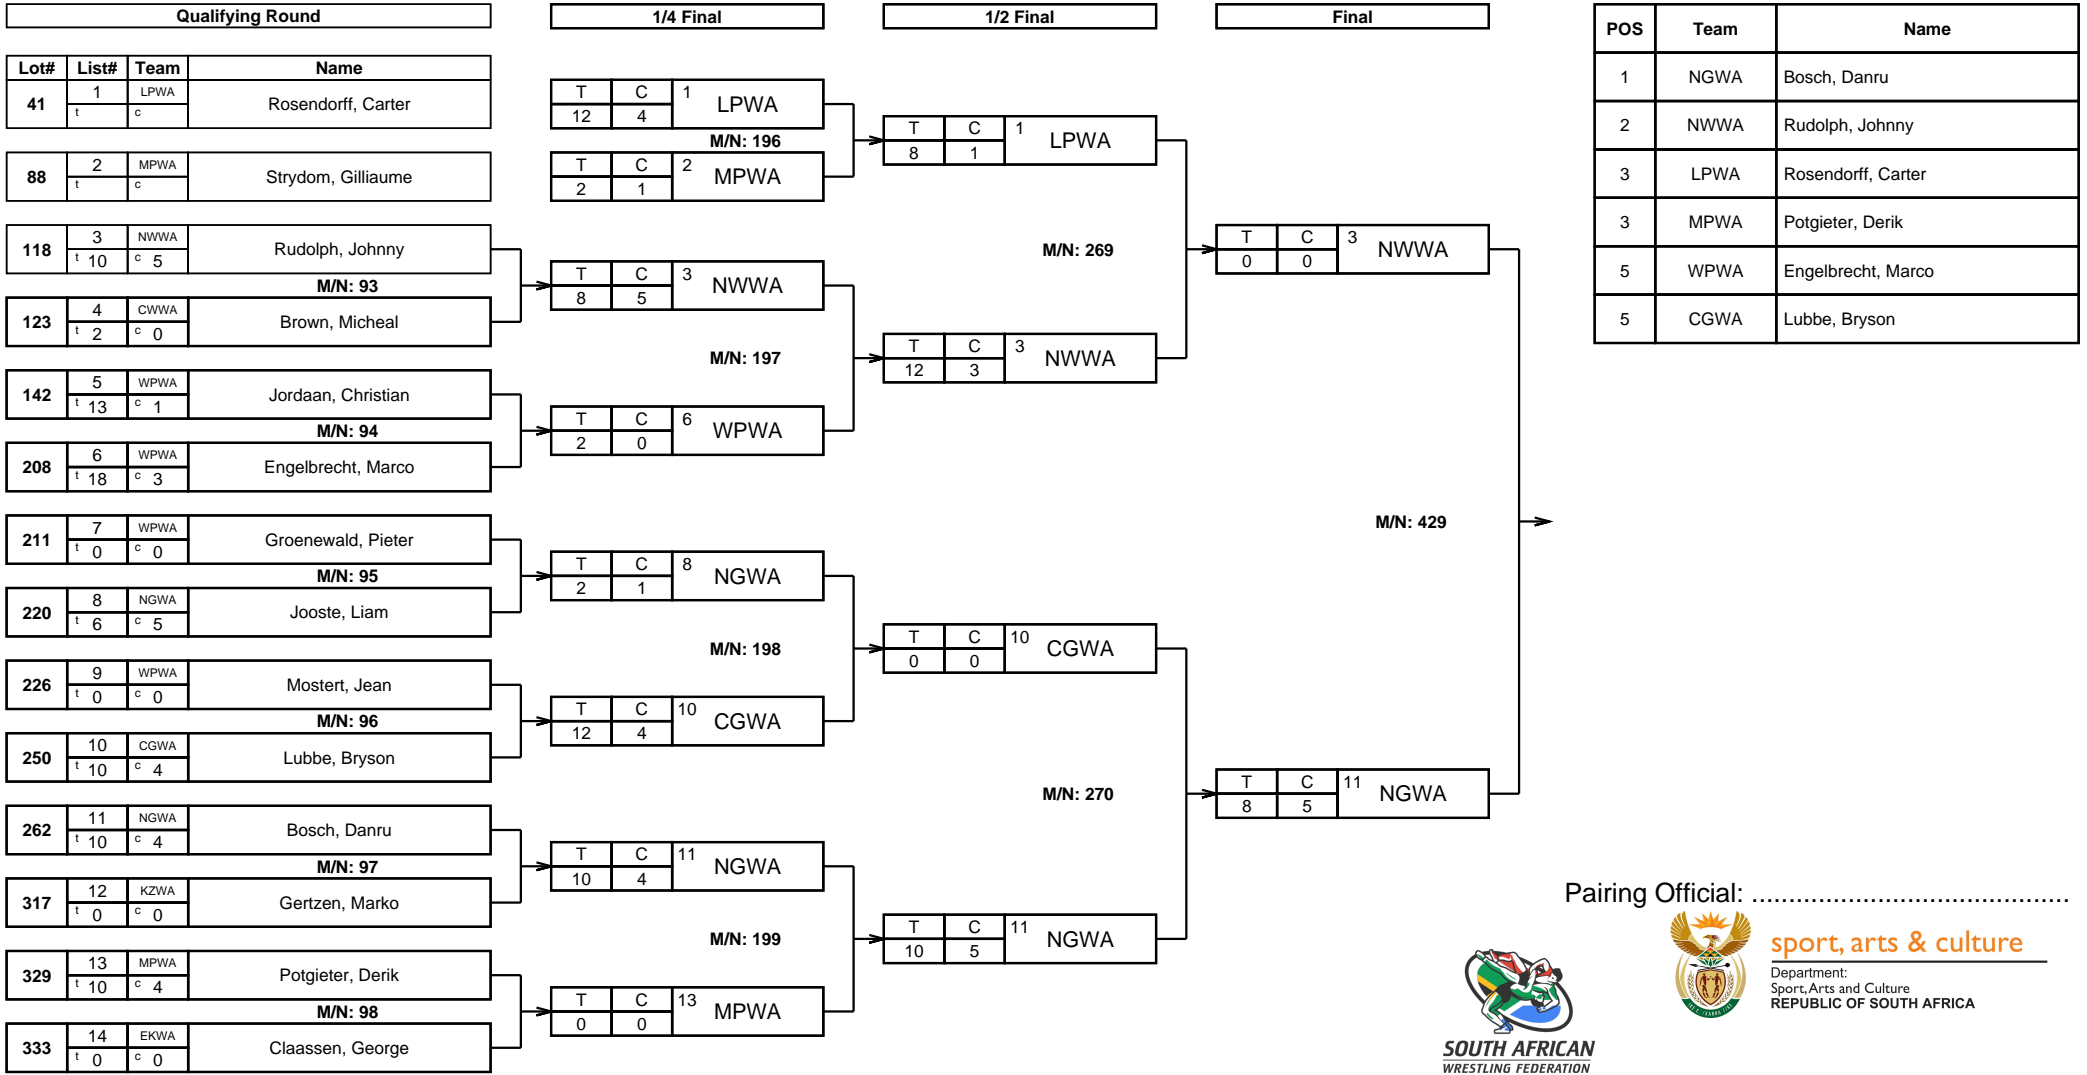 Qualifying Round
1/4 Final
1/2 Final
Final
POS Team Name
1 NGWA Bosch, Danru
2 NWWA Rudolph, Johnny
3 LPWA Rosendorff, Carter
3 MPWA Potgieter, Derik
5 WPWA Engelbrecht, Marco
5 CGWA Lubbe, Bryson
Lot# List# Team Name
41 1 LPWA Rosendorff, Carter
t c
88 2 MPWA Strydom, Gilliaume
t c
118 3 NWWA Rudolph, Johnny
t 10 c 5
M/N: 93
123 4 CWWA Brown, Micheal
t 2 c 0
142 5 WPWA Jordaan, Christian
t 13 c 1
M/N: 94
208 6 WPWA Engelbrecht, Marco
t 18 c 3
211 7 WPWA Groenewald, Pieter
t 0 c 0
M/N: 95
220 8 NGWA Jooste, Liam
t 6 c 5
226 9 WPWA Mostert, Jean
t 0 c 0
M/N: 96
250 10 CGWA Lubbe, Bryson
t 10 c 4
262 11 NGWA Bosch, Danru
t 10 c 4
M/N: 97
317 12 KZWA Gertzen, Marko
t 0 c 0
329 13 MPWA Potgieter, Derik
t 10 c 4
M/N: 98
333 14 EKWA Claassen, George
t 0 c 0
T C 1 LPWA
12 4
M/N: 196
T C 2 MPWA
2 1
T C 3 NWWA
8 5
M/N: 197
T C 6 WPWA
2 0
T C 8 NGWA
2 1
M/N: 198
T C 10 CGWA
12 4
T C 11 NGWA
10 4
M/N: 199
T C 13 MPWA
0 0
T C 1 LPWA
8 1
M/N: 269
T C 3 NWWA
12 3
T C 10 CGWA
0 0
M/N: 270
T C 11 NGWA
10 5
T C 3 NWWA
0 0
M/N: 429
T C 11 NGWA
8 5
Pairing Official: ...........................................
SOUTH AFRICAN
WRESTLING FEDERATION
sport, arts & culture
Department:
Sport, Arts and Culture
REPUBLIC OF SOUTH AFRICA